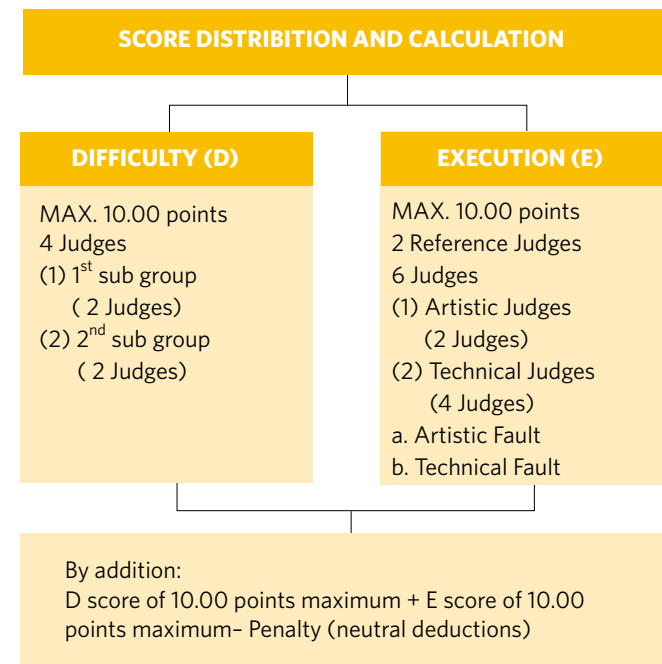 SCORE DISTRIBITION AND CALCULATION
DIFFICULTY (D)
MAX. 10.00 points
4 Judges
(1) 1st sub group
( 2 Judges)
(2) 2nd sub group
( 2 Judges)
EXECUTION (E)
MAX. 10.00 points
2 Reference Judges
6 Judges
(1) Artistic Judges
(2 Judges)
(2) Technical Judges
(4 Judges)
a. Artistic Fault
b. Technical Fault
By addition:
D score of 10.00 points maximum + E score of 10.00
points maximum– Penalty (neutral deductions)